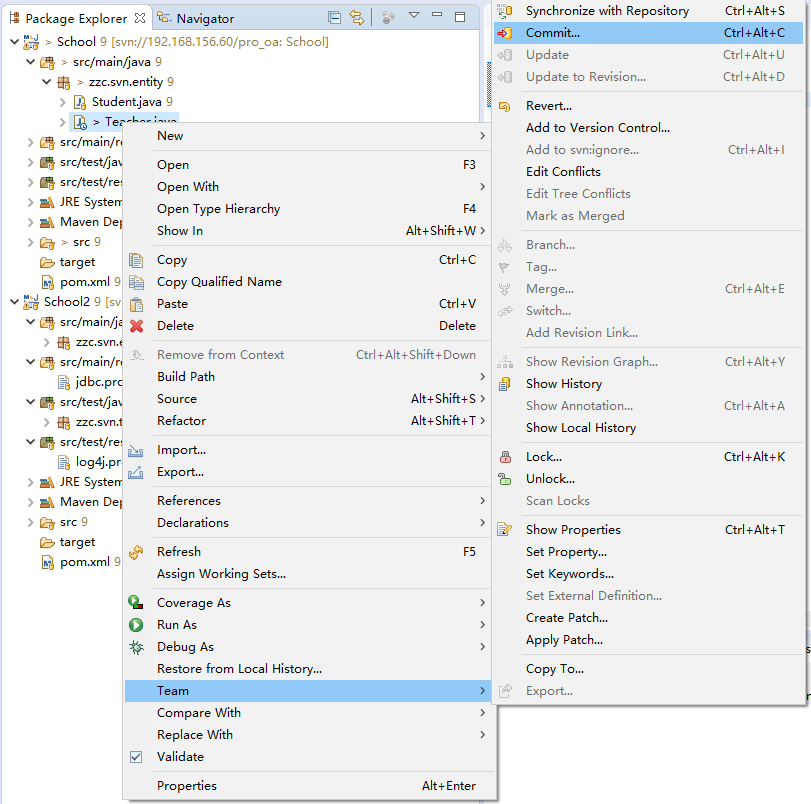 Package Explorer
Navigator
> School 9 [svn://192.168.156.60/pro_oa: School]
> src/main/java 9
> zzc.svn.entity 9
Student.java 9
> Teacher.java
src/main/re
src/test/jav
src/test/res
JRE System
Maven Dep
> src 9
target
pom.xml 9
School2 9 [sv
src/main/ja
zzc.svn.e
src/main/re
jdbc.pro
src/test/jav
zzc.svn.t
src/test/res
log4j.pr
JRE System
Maven Dep
src 9
target
pom.xml 9
New
Open F3
Open With
Open Type Hierarchy F4
Show In Alt+Shift+W
Copy Ctrl+C
Copy Qualified Name
Paste Ctrl+V
Delete Delete
Remove from Context Ctrl+Alt+Shift+Down
Build Path
Source Alt+Shift+S
Refactor Alt+Shift+T
Import...
Export...
References
Declarations
Refresh F5
Assign Working Sets...
Coverage As
Run As
Debug As
Restore from Local History...
Team
Compare With
Replace With
Validate
Properties Alt+Enter
Synchronize with Repository Ctrl+Alt+S
Commit... Ctrl+Alt+C
Update Ctrl+Alt+U
Update to Revision... Ctrl+Alt+D
Revert...
Add to Version Control...
Add to svn:ignore... Ctrl+Alt+I
Edit Conflicts
Edit Tree Conflicts
Mark as Merged
Branch...
Tag...
Merge... Ctrl+Alt+E
Switch...
Add Revision Link...
Show Revision Graph... Ctrl+Alt+Y
Show History
Show Annotation... Ctrl+Alt+A
Show Local History
Lock... Ctrl+Alt+K
Unlock...
Scan Locks
Show Properties Ctrl+Alt+T
Set Property...
Set Keywords...
Set External Definition...
Create Patch...
Apply Patch...
Copy To...
Export...